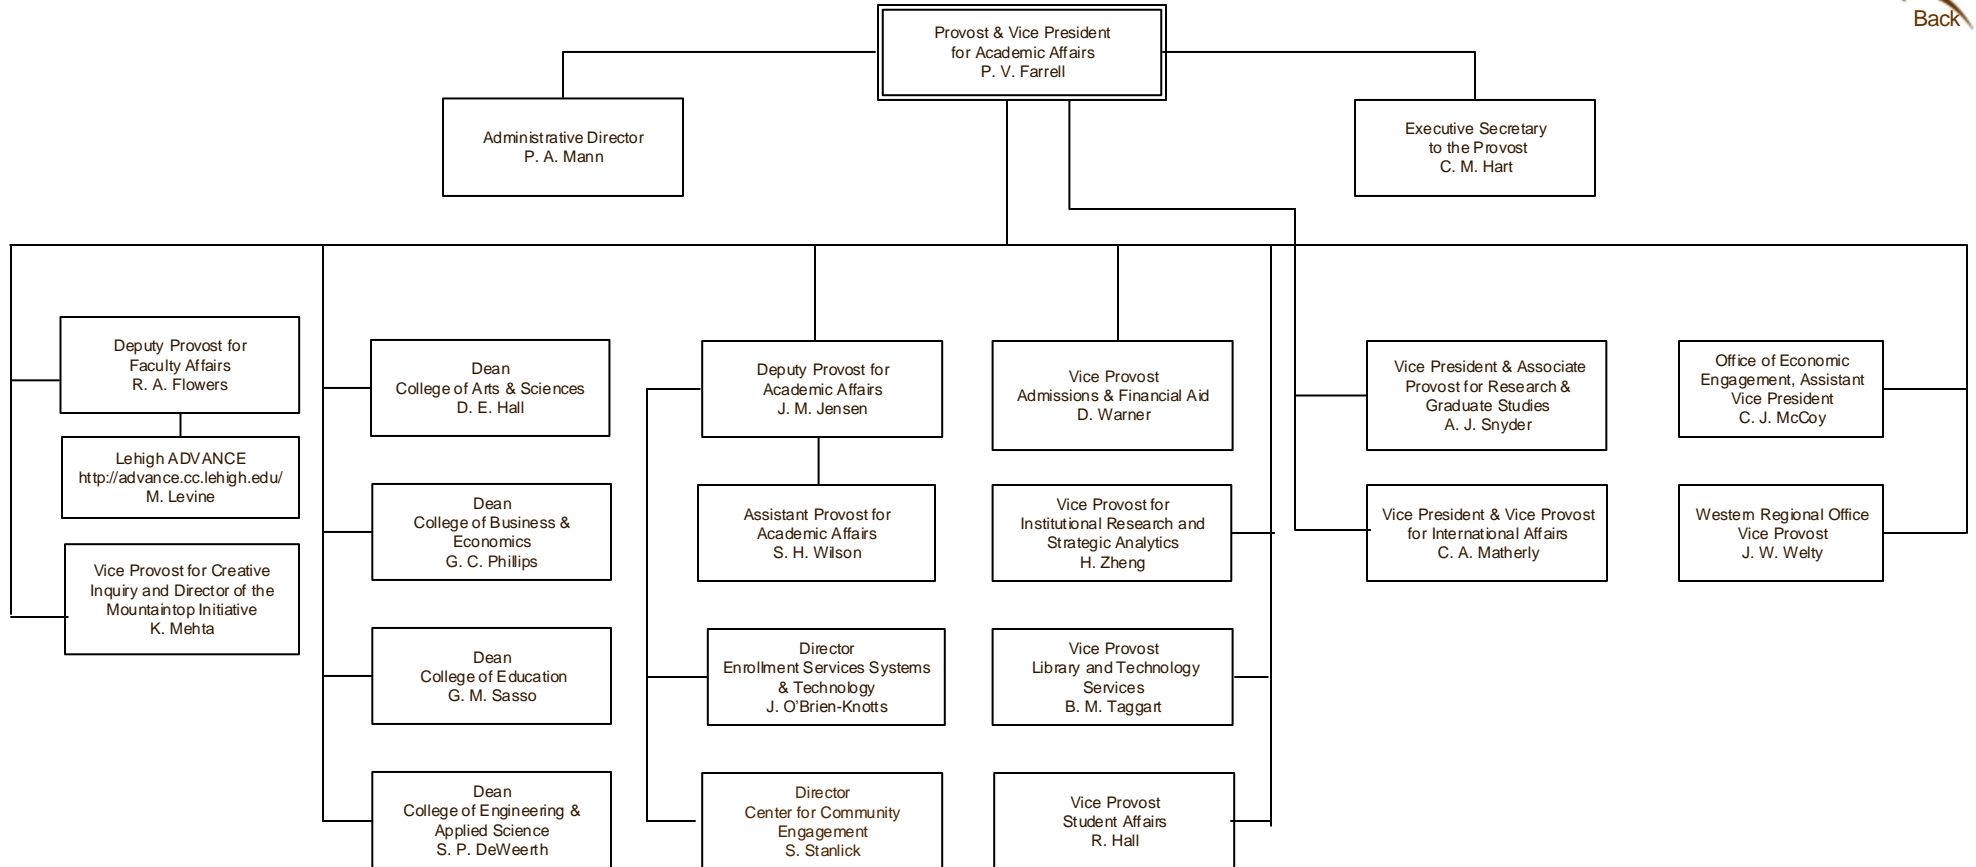 Back
Provost & Vice President
for Academic Affairs
P. V. Farrell
Administrative Director
P. A. Mann
Executive Secretary
to the Provost
C. M. Hart
Deputy Provost for
Faculty Affairs
R. A. Flowers
Lehigh ADVANCE
http://advance.cc.lehigh.edu/
M. Levine
Vice Provost for Creative
Inquiry and Director of the
Mountaintop Initiative
K. Mehta
Dean
College of Arts & Sciences
D. E. Hall
Dean
College of Business &
Economics
G. C. Phillips
Dean
College of Education
G. M. Sasso
Dean
College of Engineering &
Applied Science
S. P. DeWeerth
Deputy Provost for
Academic Affairs
J. M. Jensen
Assistant Provost for
Academic Affairs
S. H. Wilson
Director
Enrollment Services Systems
& Technology
J. O’Brien-Knotts
Director
Center for Community
Engagement
S. Stanlick
Vice Provost
Admissions & Financial Aid
D. Warner
Vice Provost for
Institutional Research and
Strategic Analytics
H. Zheng
Vice Provost
Library and Technology
Services
B. M. Taggart
Vice Provost
Student Affairs
R. Hall
Vice President & Associate
Provost for Research &
Graduate Studies
A. J. Snyder
Vice President & Vice Provost
for International Affairs
C. A. Matherly
Office of Economic
Engagement, Assistant
Vice President
C. J. McCoy
Western Regional Office
Vice Provost
J. W. Welty